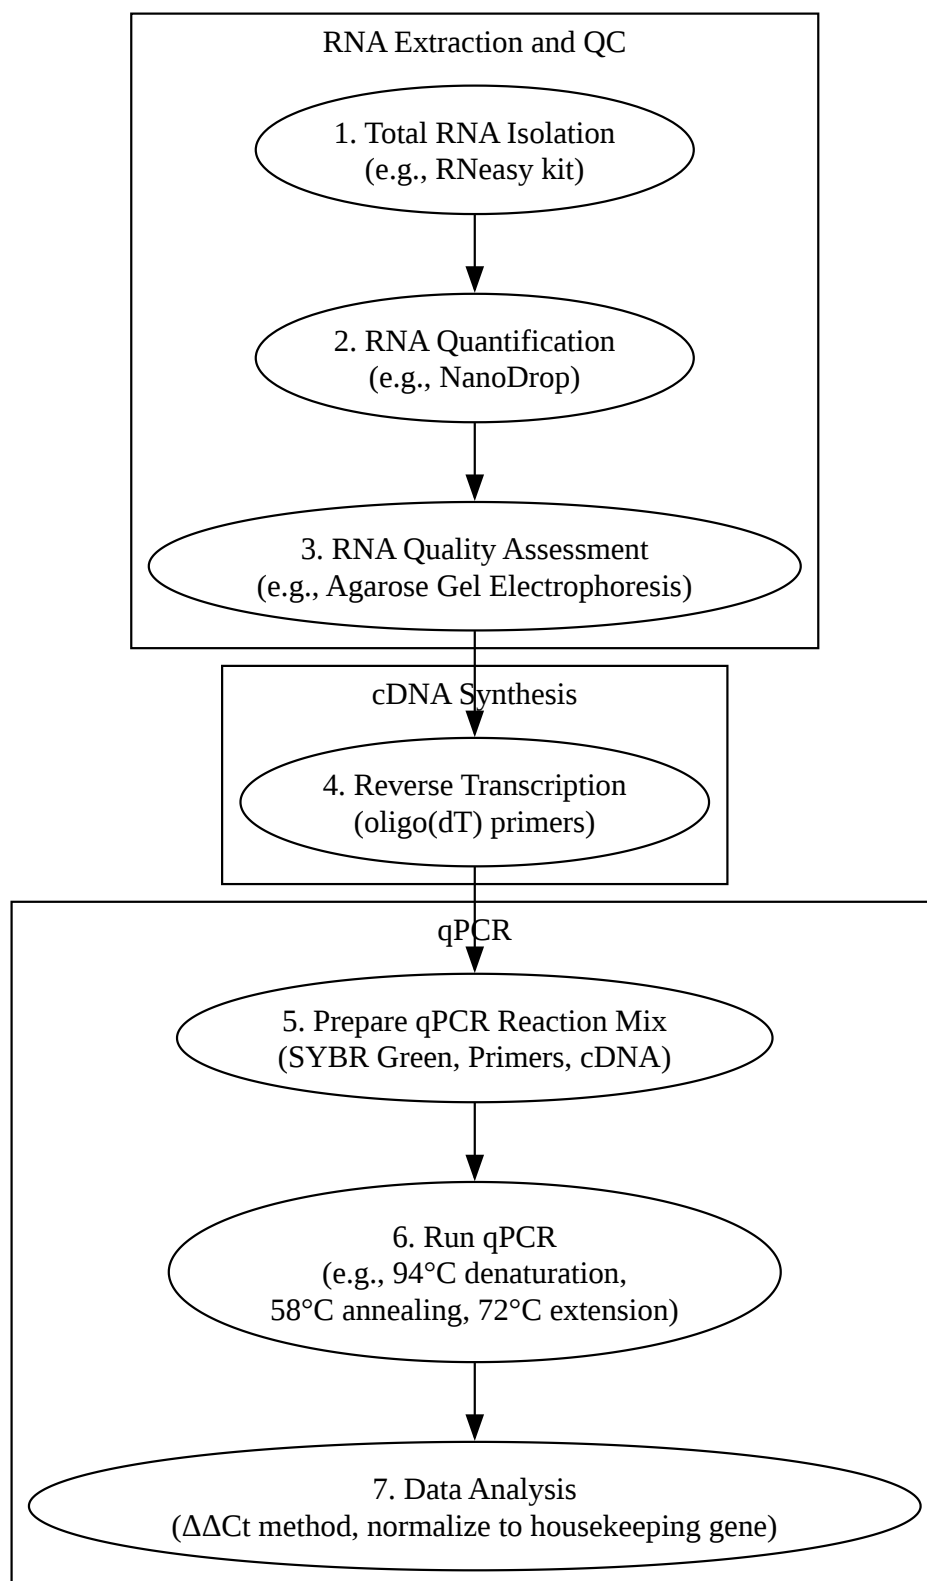 RNA Extraction and QC
1. Total RNA Isolation
(e.g., RNeasy kit)
2. RNA Quantification
(e.g., NanoDrop)
3. RNA Quality Assessment
(e.g., Agarose Gel Electrophoresis)
cDNA Synthesis
4. Reverse Transcription
(oligo(dT) primers)
qPCR
5. Prepare qPCR Reaction Mix
(SYBR Green, Primers, cDNA)
6. Run qPCR
(e.g., 94°C denaturation,
58°C annealing, 72°C extension)
7. Data Analysis
(ΔΔCt method, normalize to housekeeping gene)